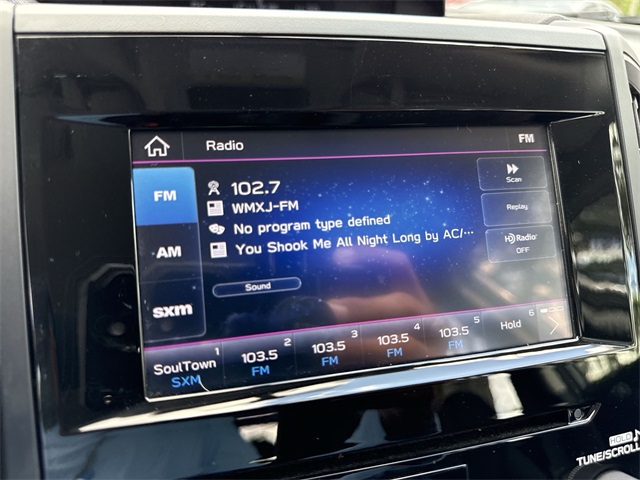 Radio
FM
FM
102.7
Scan
WMXJ-FM
Replay
AM
No program type defined
You Shook Me All Night Long by AC/···
HD Radio
OFF
sxm
Sound
1 2 3 4 5 6
SoulTown 103.5 103.5 103.5 103.5 Hold
SXM FM FM FM FM
HOLD
TUNE/SCROLL